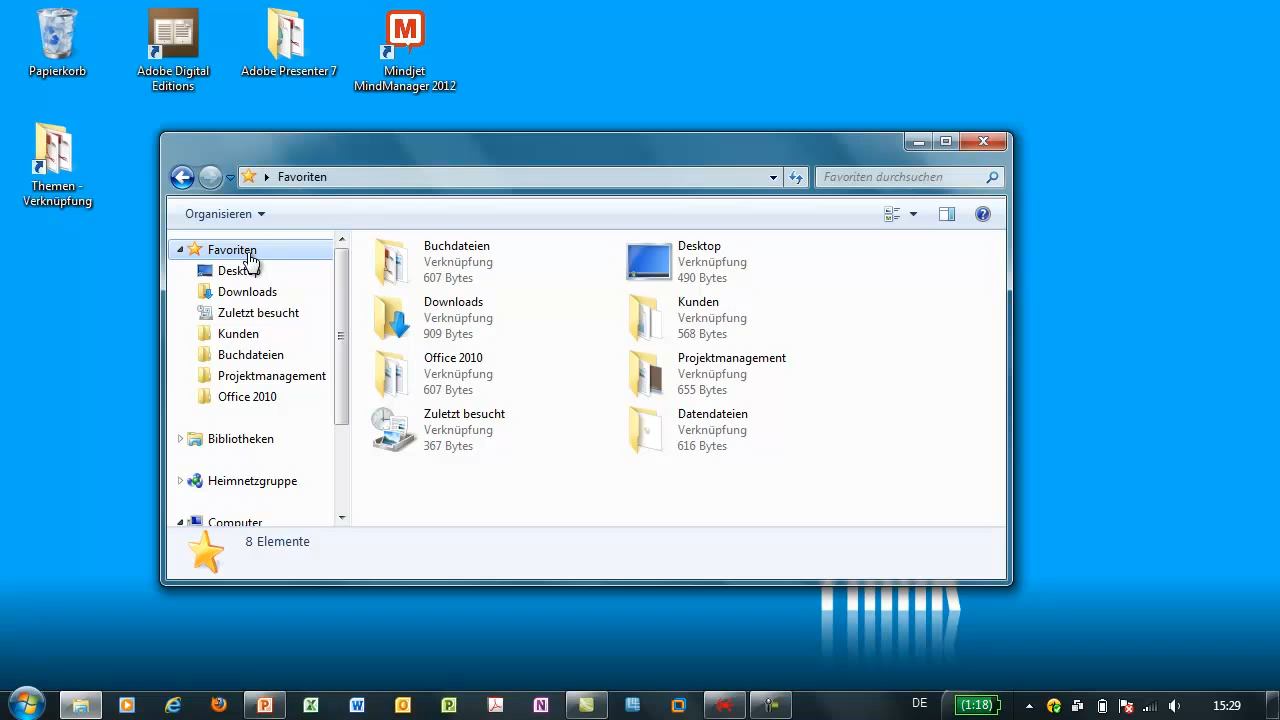 Papierkorb
Adobe Digital
Editions
Adobe Presenter 7
Mindjet
MindManager 2012
Themen -
Verknüpfung
Favoriten
Favoriten durchsuchen
Organisieren
Favoriten
Desktop
Downloads
Zuletzt besucht
Kunden
Buchdateien
Projektmanagement
Office 2010
Bibliotheken
Heimnetzgruppe
Computer
Buchdateien
Verknüpfung
607 Bytes
Desktop
Verknüpfung
490 Bytes
Downloads
Verknüpfung
909 Bytes
Kunden
Verknüpfung
568 Bytes
Office 2010
Verknüpfung
607 Bytes
Projektmanagement
Verknüpfung
655 Bytes
Zuletzt besucht
Verknüpfung
367 Bytes
Datendateien
Verknüpfung
616 Bytes
8 Elemente
DE
(1:18)
15:29